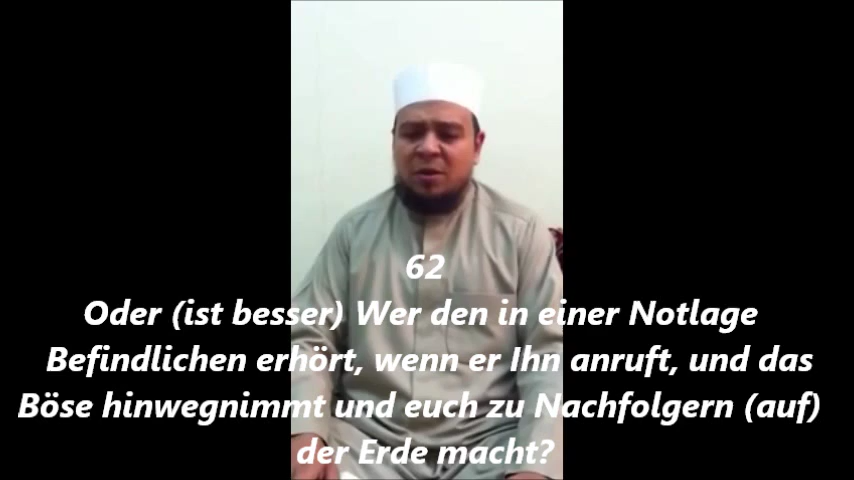 62
Oder (ist besser) Wer den in einer Notlage
Befindlichen erhört, wenn er Ihn anruft, und das
Böse hinwegnimmt und euch zu Nachfolgern (auf)
der Erde macht?